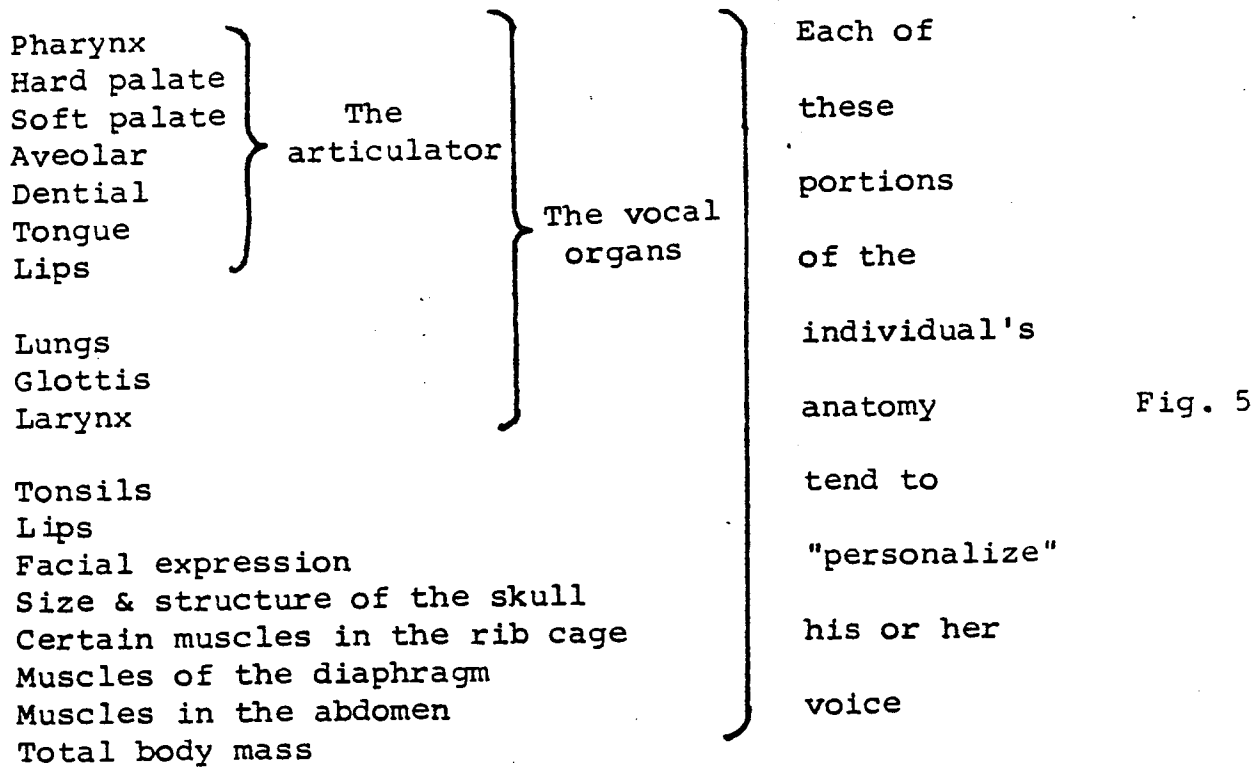 Pharynx
Hard palate
Soft palate
Aveolar
Dential
Tongue
Lips
The
articulator
Lungs
Glottis
Larynx
The vocal
organs
Tonsils
Lips
Facial expression
Size & structure of the skull
Certain muscles in the rib cage
Muscles of the diaphragm
Muscles in the abdomen
Total body mass
Each of
these
portions
of the
individual's
anatomy
tend to
"personalize"
his or her
voice
Fig. 5